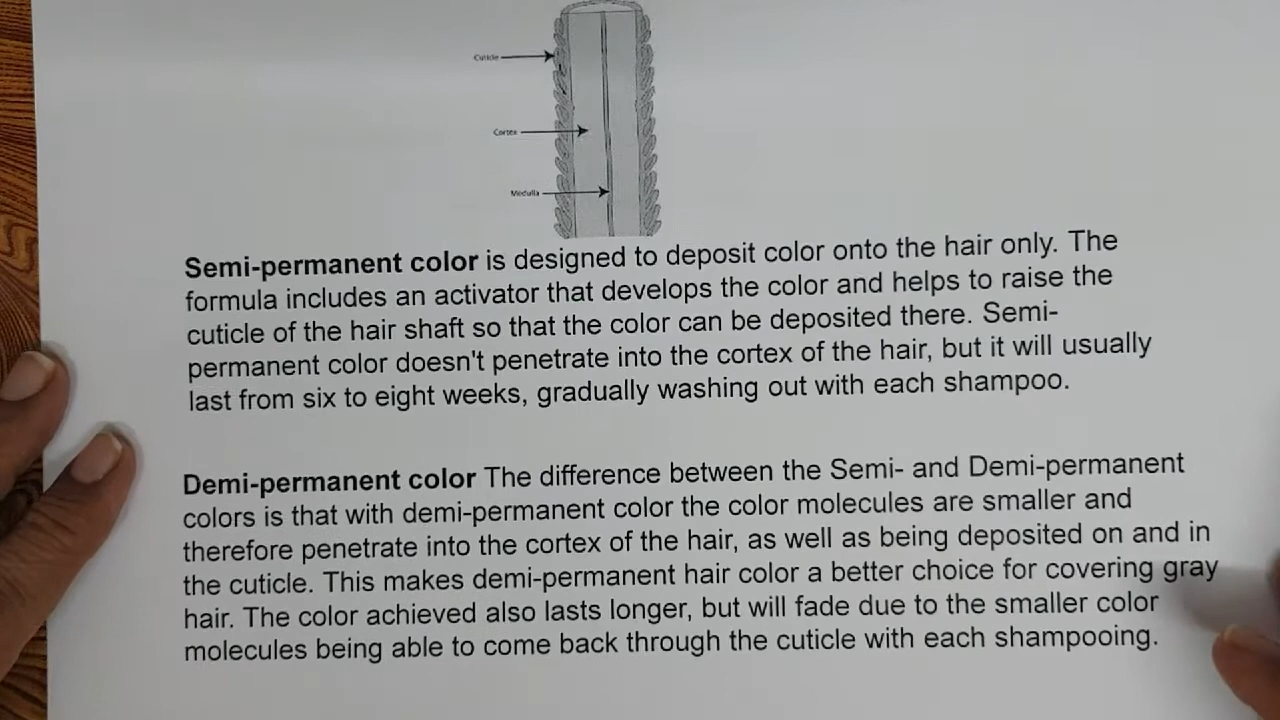 Cuticle
Cortex
Medulla
Semi-permanent color is designed to deposit color onto the hair only. The
formula includes an activator that develops the color and helps to raise the
cuticle of the hair shaft so that the color can be deposited there. Semi-
permanent color doesn't penetrate into the cortex of the hair, but it will usually
last from six to eight weeks, gradually washing out with each shampoo.
Demi-permanent color The difference between the Semi- and Demi-permanent
colors is that with demi-permanent color the color molecules are smaller and
therefore penetrate into the cortex of the hair, as well as being deposited on and in
the cuticle. This makes demi-permanent hair color a better choice for covering gray
hair. The color achieved also lasts longer, but will fade due to the smaller color
molecules being able to come back through the cuticle with each shampooing.